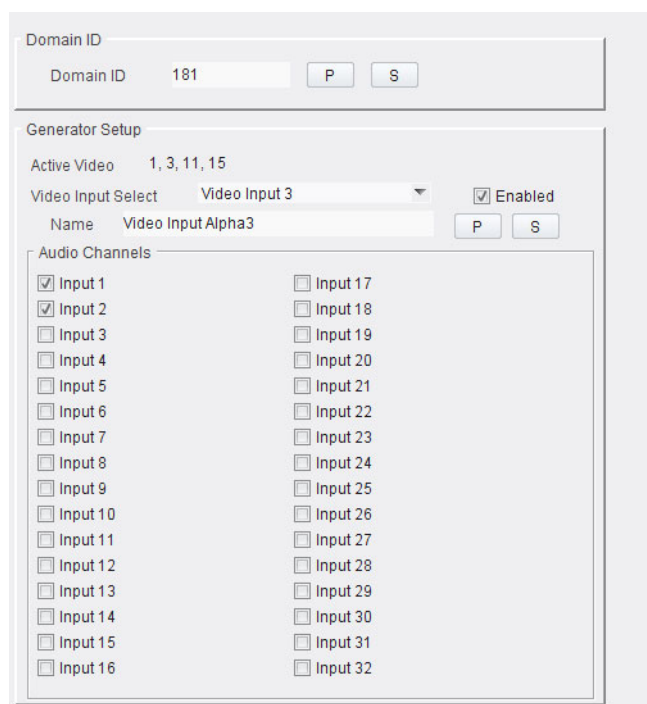 Domain ID
Domain ID 181 P S
Generator Setup
Active Video 1, 3, 11, 15
Video Input Select Video Input 3 Enabled
Name Video Input Alpha3 P S
Audio Channels
Input 1 Input 17
Input 2 Input 18
Input 3 Input 19
Input 4 Input 20
Input 5 Input 21
Input 6 Input 22
Input 7 Input 23
Input 8 Input 24
Input 9 Input 25
Input 10 Input 26
Input 11 Input 27
Input 12 Input 28
Input 13 Input 29
Input 14 Input 30
Input 15 Input 31
Input 16 Input 32